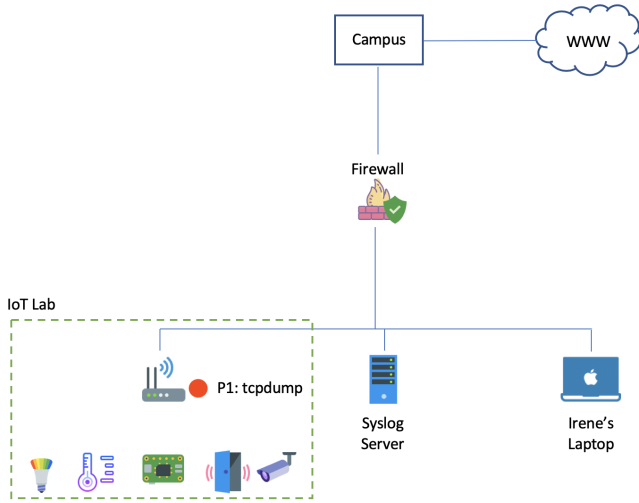 Campus
WWW
Firewall
IoT Lab
P1: tcpdump
Syslog
Server
Irene’s
Laptop